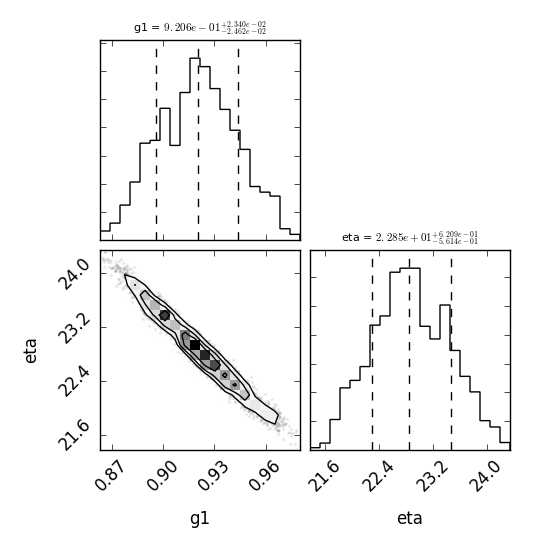 g1 = 9.206e − 01+2.340e−02−2.462e−02
eta = 2.285e + 01+6.209e−01−5.614e−01
eta
24.0
23.2
22.4
21.6
0.87 0.90 0.93 0.96
g1
21.6 22.4 23.2 24.0
eta